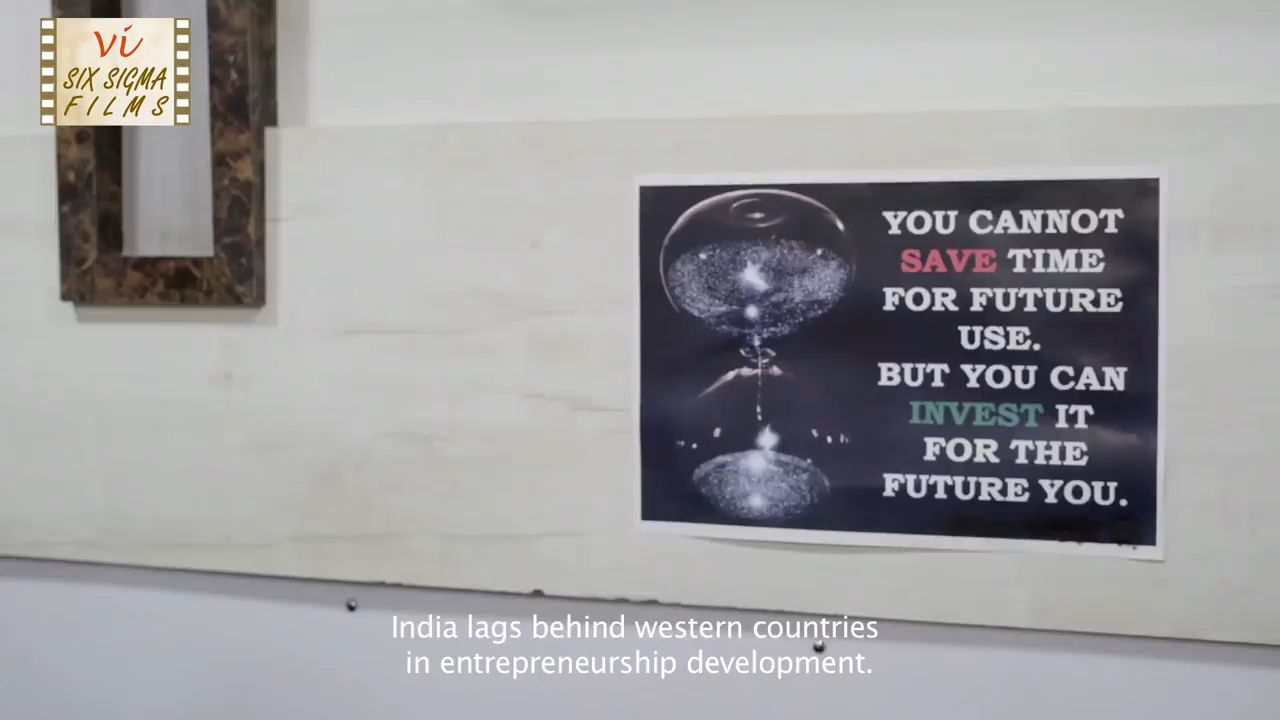 vi
SIX SIGMA
FILMS
YOU CANNOT
SAVE TIME
FOR FUTURE
USE.
BUT YOU CAN
INVEST IT
FOR THE
FUTURE YOU.
India lags behind western countries
in entrepreneurship development.